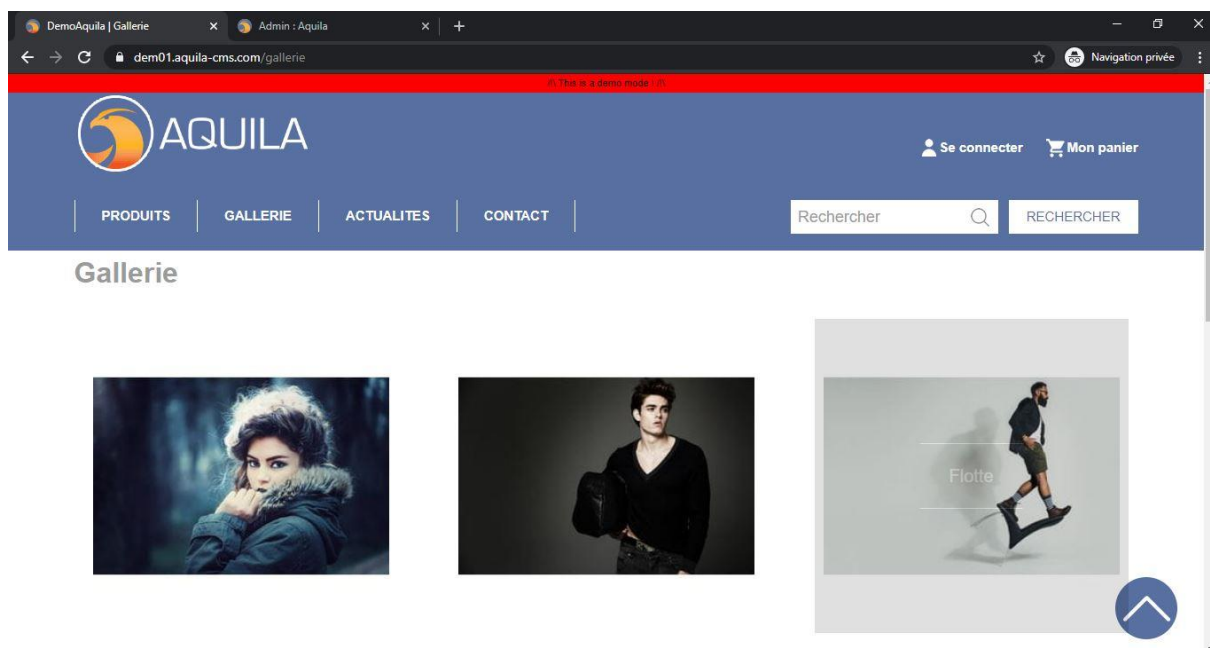 DemoAquila | Gallerie
Admin : Aquila
dem01.aquila-cms.com/gallerie
Navigation privée
/!\ This is a demo mode ! /!\
AQUILA
Se connecter
Mon panier
PRODUITS
GALLERIE
ACTUALITES
CONTACT
Rechercher
RECHERCHER
Gallerie
Flotte